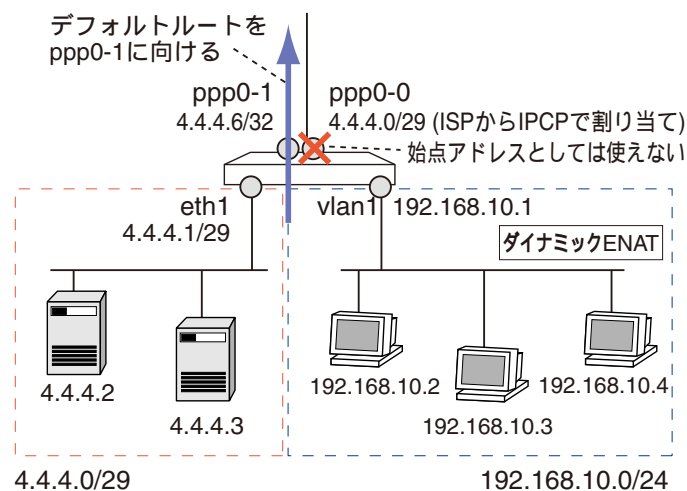 デフォルトルートを
ppp0-1に向ける
ppp0-1
ppp0-0
4.4.4.6/32
4.4.4.0/29 (ISPからIPCPで割り当て)
始点アドレスとしては使えない
eth1
vlan1
192.168.10.1
4.4.4.1/29
ダイナミックENAT
4.4.4.2
4.4.4.3
192.168.10.2
192.168.10.3
192.168.10.4
4.4.4.0/29
192.168.10.0/24